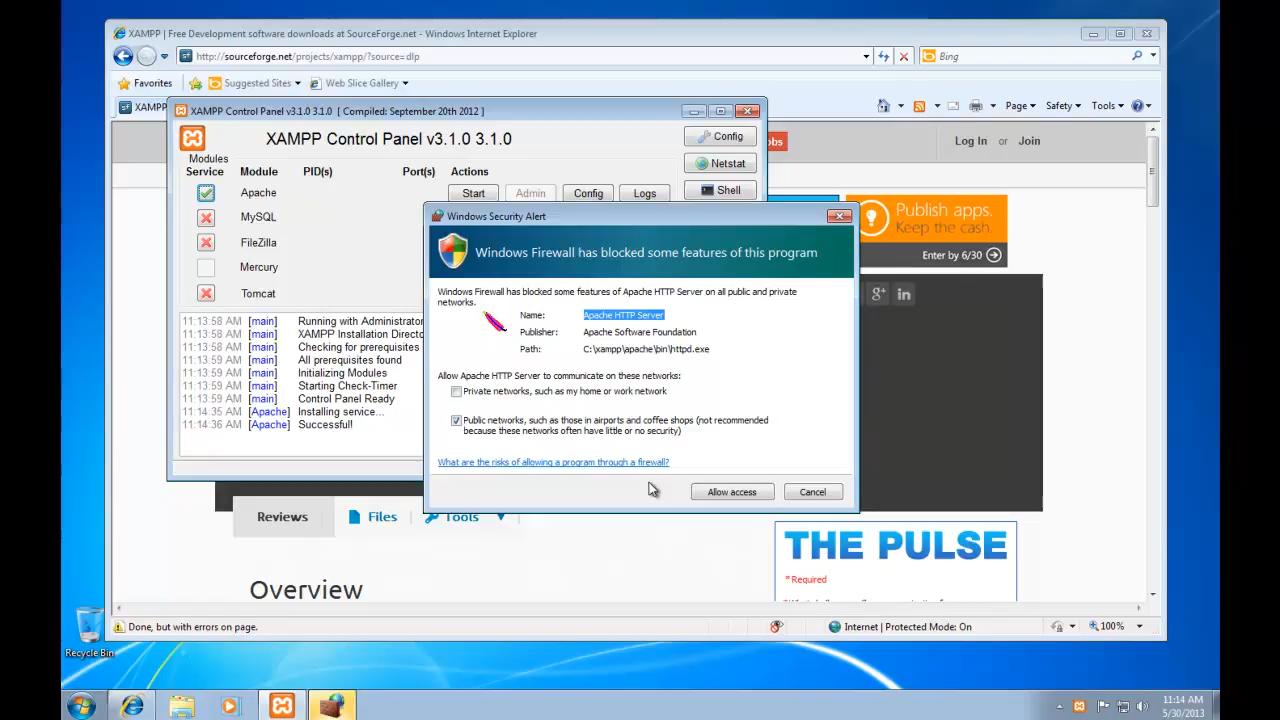 XAMPP | Free Development software downloads at SourceForge.net - Windows Internet Explorer
http://sourceforge.net/projects/xampp/?source=dlp
Bing
Favorites
Suggested Sites
Web Slice Gallery
XAMPP
Page
Safety
Tools
XAMPP Control Panel v3.1.0 3.1.0 [ Compiled: September 20th 2012 ]
XAMPP Control Panel v3.1.0 3.1.0
Config
Netstat
Shell
Modules
Service
Module
PID(s)
Port(s)
Actions
Apache
Start
Admin
Config
Logs
MySQL
FileZilla
Mercury
Tomcat
11:13:58 AM [main] Running with Administrator
11:13:58 AM [main] XAMPP Installation Directo
11:13:58 AM [main] Checking for prerequisites
11:13:59 AM [main] All prerequisites found
11:13:59 AM [main] Initializing Modules
11:13:59 AM [main] Starting Check-Timer
11:13:59 AM [main] Control Panel Ready
11:14:35 AM [Apache] Installing service...
11:14:36 AM [Apache] Successful!
obs
Log In or Join
Publish apps.
Keep the cash.
Enter by 6/30
Windows Security Alert
Windows Firewall has blocked some features of this program
Windows Firewall has blocked some features of Apache HTTP Server on all public and private
networks.
Name: Apache HTTP Server
Publisher: Apache Software Foundation
Path: C:\xampp\apache\bin\httpd.exe
Allow Apache HTTP Server to communicate on these networks:
Private networks, such as my home or work network
Public networks, such as those in airports and coffee shops (not recommended
because these networks often have little or no security)
What are the risks of allowing a program through a firewall?
Allow access
Cancel
Reviews
Files
Tools
Overview
THE PULSE
* Required
Done, but with errors on page.
Internet | Protected Mode: On
100%
Recycle Bin
11:14 AM
5/30/2013